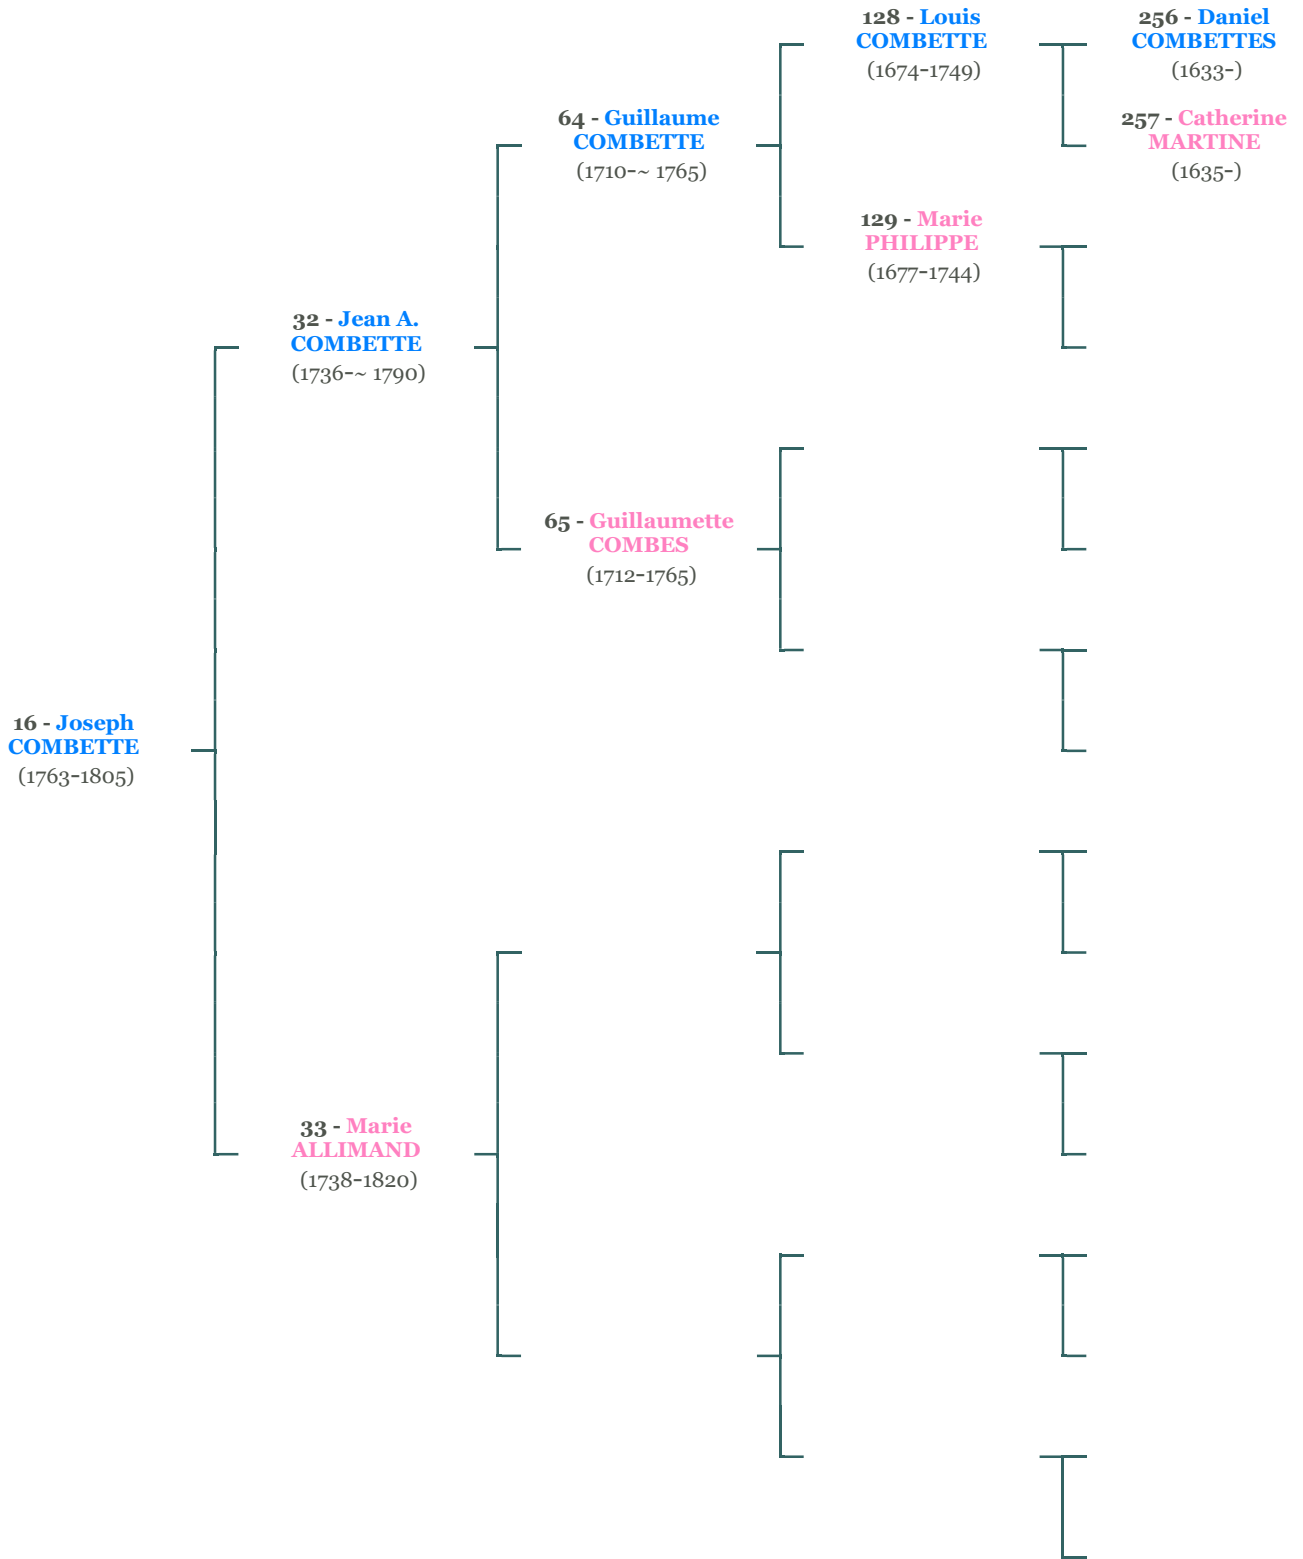 128 - Louis
COMBETTE
(1674-1749)
256 - Daniel
COMBETTES
(1633-)
64 - Guillaume
COMBETTE
(1710-~ 1765)
257 - Catherine
MARTINE
(1635-)
129 - Marie
PHILIPPE
(1677-1744)
32 - Jean A.
COMBETTE
(1736-~ 1790)
65 - Guillaumette
COMBES
(1712-1765)
16 - Joseph
COMBETTE
(1763-1805)
33 - Marie
ALLIMAND
(1738-1820)